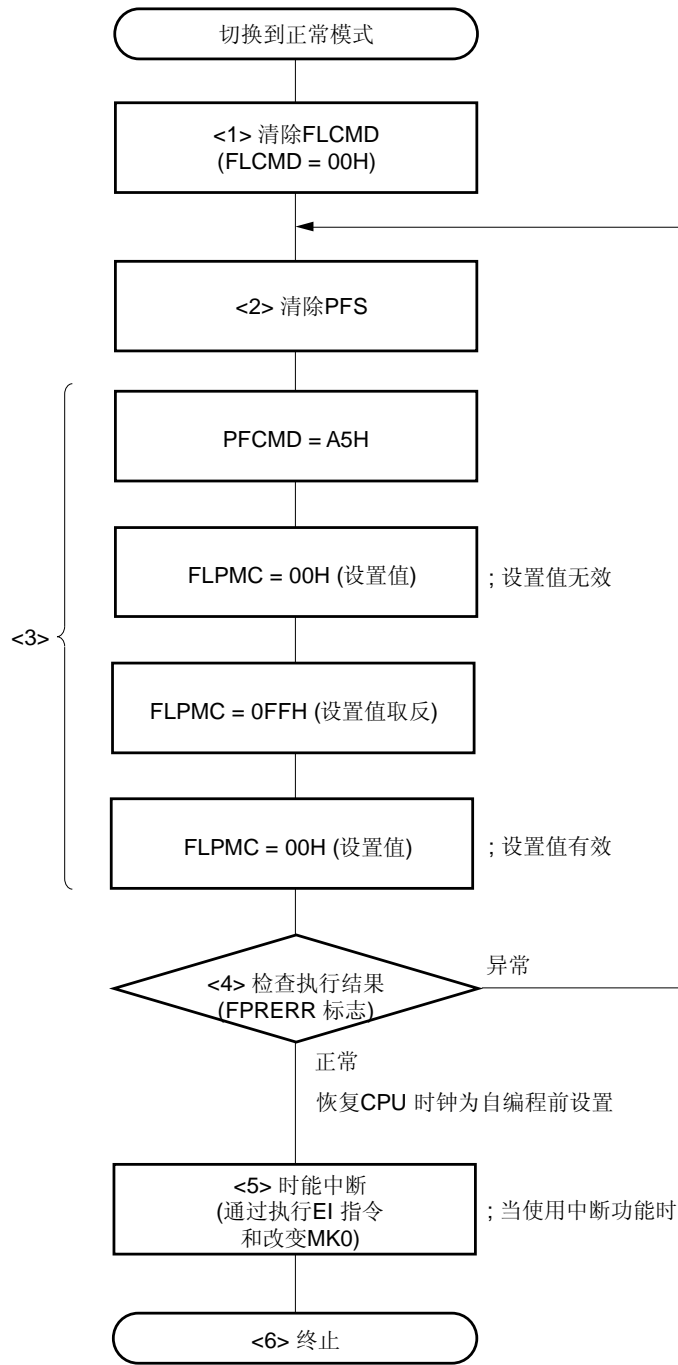 切换到正常模式
<1> 清除FLCMD
(FLCMD = 00H)
<2> 清除PFS
PFCMD = A5H
FLPMC = 00H (设置值)
; 设置值无效
<3>
FLPMC = 0FFH (设置值取反)
FLPMC = 00H (设置值)
; 设置值有效
<4> 检查执行结果
(FPRERR 标志)
异常
正常
恢复CPU 时钟为自编程前设置
<5> 时能中断
(通过执行EI 指令
和改变MK0)
; 当使用中断功能时
<6> 终止